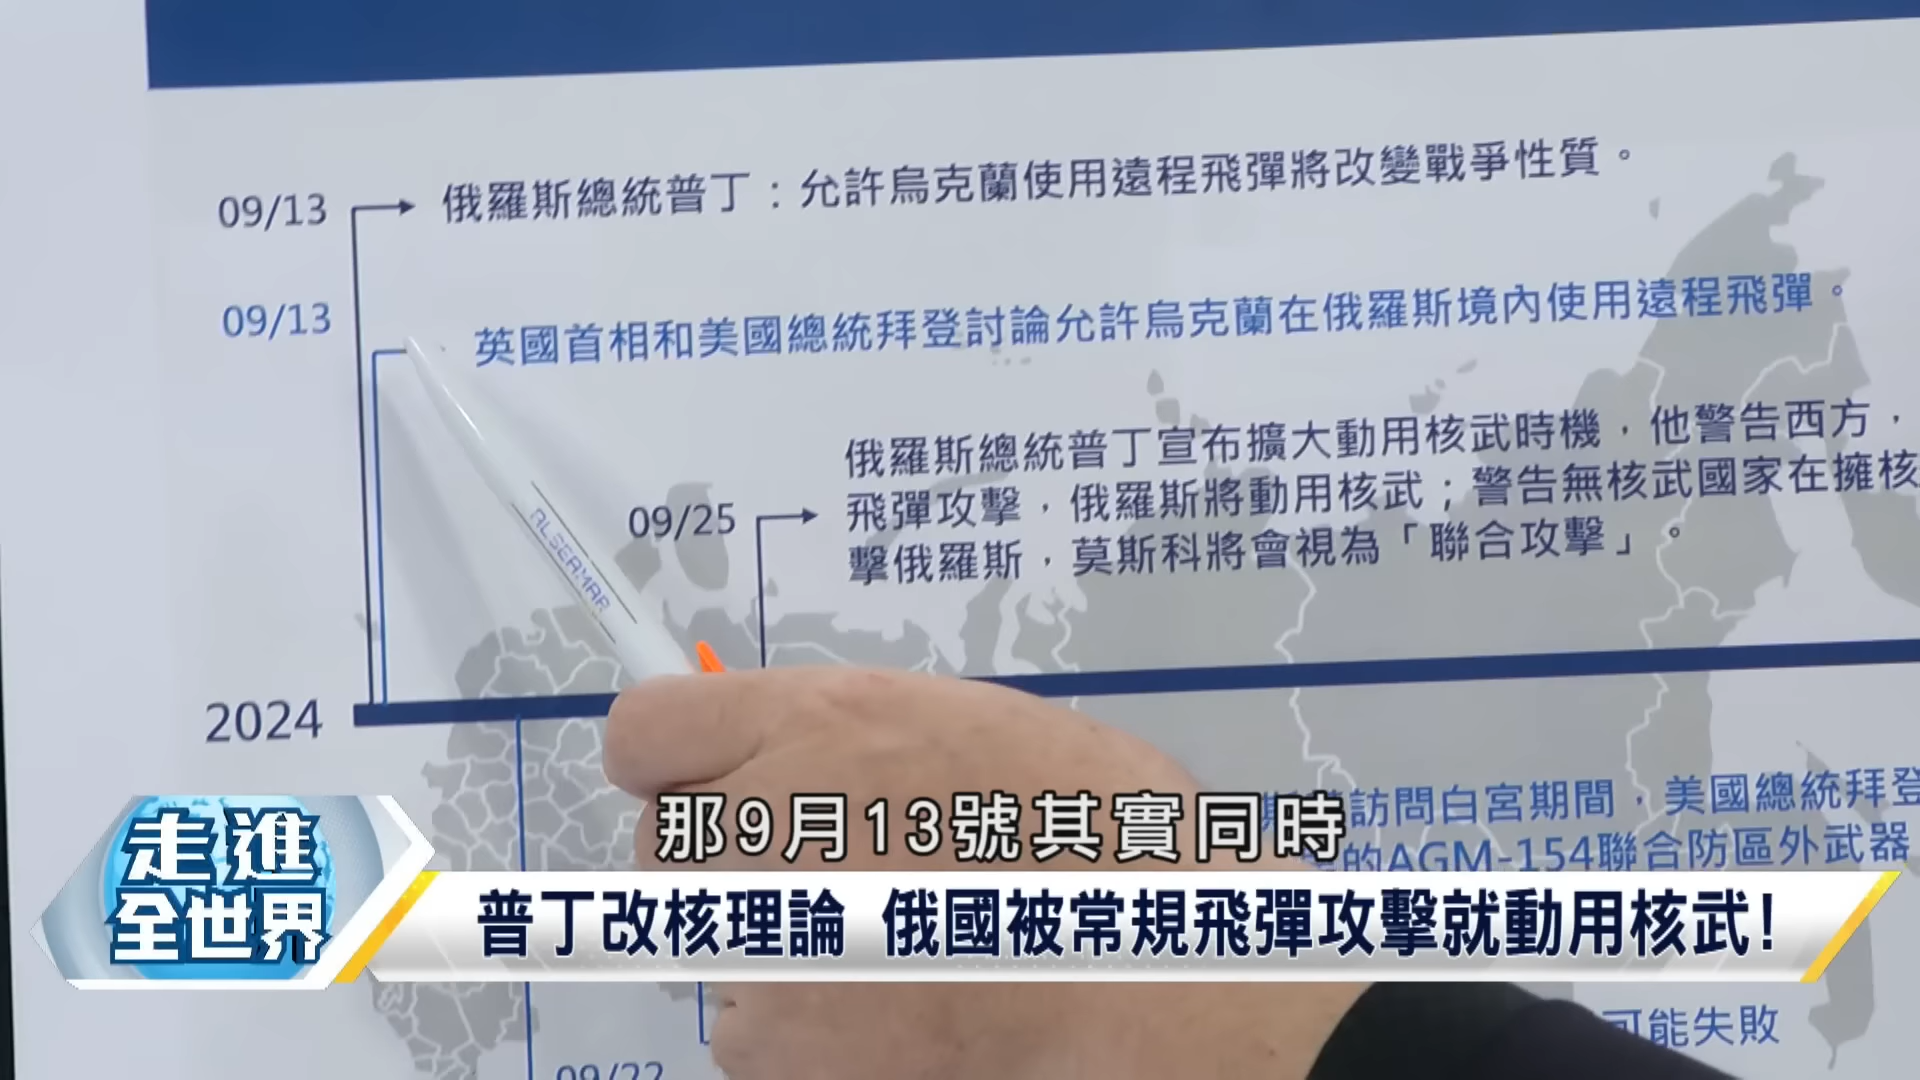 09/13
俄羅斯總統普丁：允許烏克蘭使用遠程飛彈將改變戰爭性質。
09/13
英國首相和美國總統拜登討論允許烏克蘭在俄羅斯境內使用遠程飛彈。
09/25
俄羅斯總統普丁宣布擴大動用核武時機，他警告西方，
飛彈攻擊，俄羅斯將動用核武；警告無核武國家在擁核
擊俄羅斯，莫斯科將會視為「聯合攻擊」。
2024
訪問白宮期間，美國總統拜登
的AGM-154聯合防區外武器
那9月13號其實同時
走進
全世界
普丁改核理論 俄國被常規飛彈攻擊就動用核武!
可能失敗
09/22